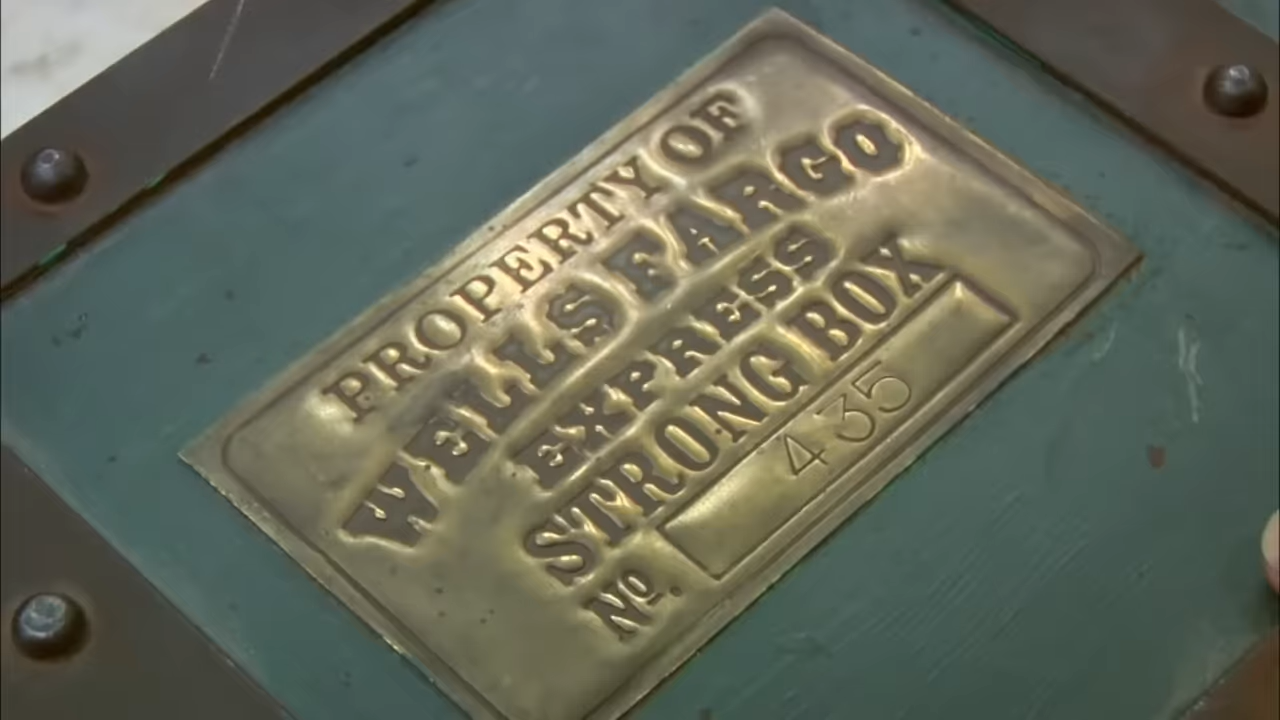 PROPERTY OF
WELLS FARGO
EXPRESS
STRONG BOX
Nº. 435